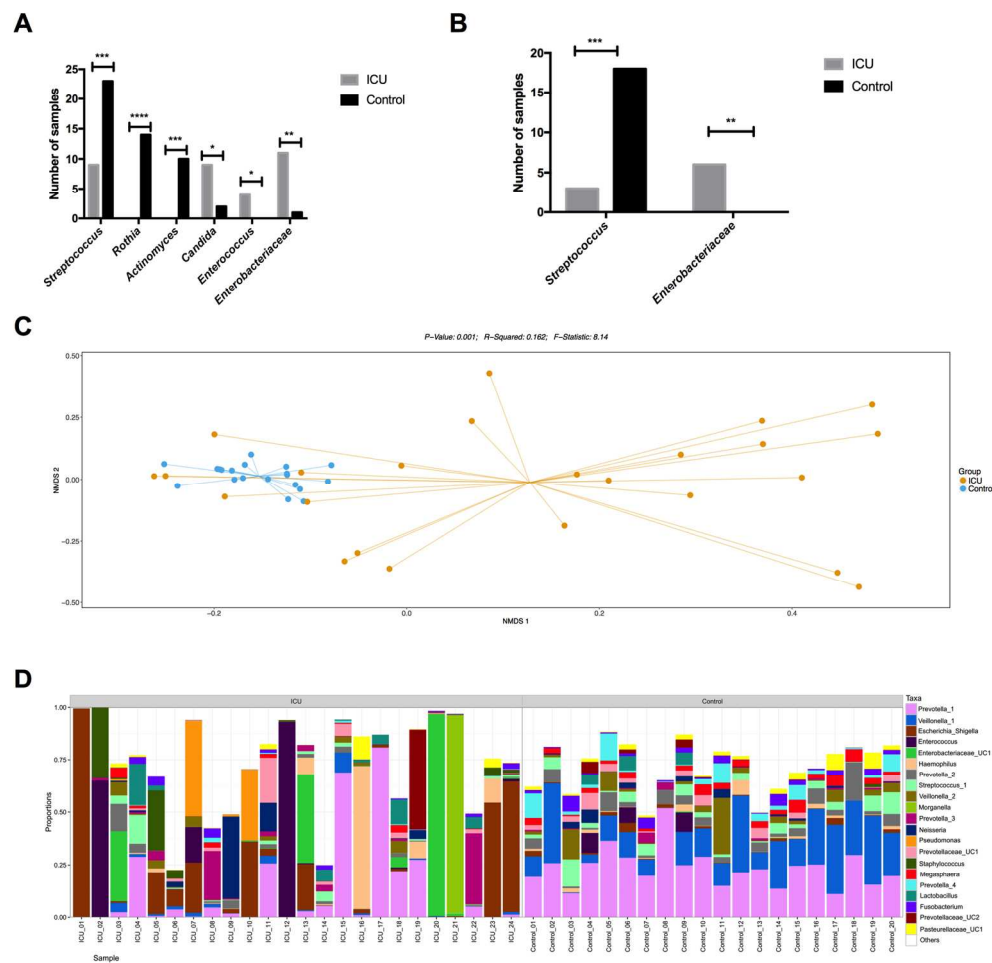 A
***
****
***
*
*
**
ICU
Control
Number of samples
25
20
15
10
5
0
Streptococcus
Rothia
Actinomyces
Candida
Enterococcus
Enterobacteriaceae
B
***
**
ICU
Control
Number of samples
20
15
10
5
0
Streptococcus
Enterobacteriaceae
C
P-Value: 0.001; R-Squared: 0.162; F-Statistic: 8.14
NMDS 2
0.50
0.25
0.00
-0.25
-0.50
-0.2
0.0
0.2
0.4
NMDS 1
Group
ICU
Control
D
ICU
Control
Proportions
1.00
0.75
0.50
0.25
0.00
ICU_01
ICU_02
ICU_03
ICU_04
ICU_05
ICU_06
ICU_07
ICU_08
ICU_09
ICU_10
ICU_11
ICU_12
ICU_13
ICU_14
ICU_15
ICU_16
ICU_17
ICU_18
ICU_19
ICU_20
ICU_21
ICU_22
ICU_23
ICU_24
Control_01
Control_02
Control_03
Control_04
Control_05
Control_06
Control_07
Control_08
Control_09
Control_10
Control_11
Control_12
Control_13
Control_14
Control_15
Control_16
Control_17
Control_18
Control_19
Control_20
Sample
Taxa
Prevotella_1
Veillonella_1
Escherichia_Shigella
Enterococcus
Enterobacteriaceae_UC1
Haemophilus
Prevotella_2
Streptococcus_1
Veillonella_2
Morganella
Prevotella_3
Neisseria
Pseudomonas
Prevotellaceae_UC1
Staphylococcus
Megasphaera
Prevotella_4
Lactobacillus
Fusobacterium
Prevotellaceae_UC2
Pasteurellaceae_UC1
Others